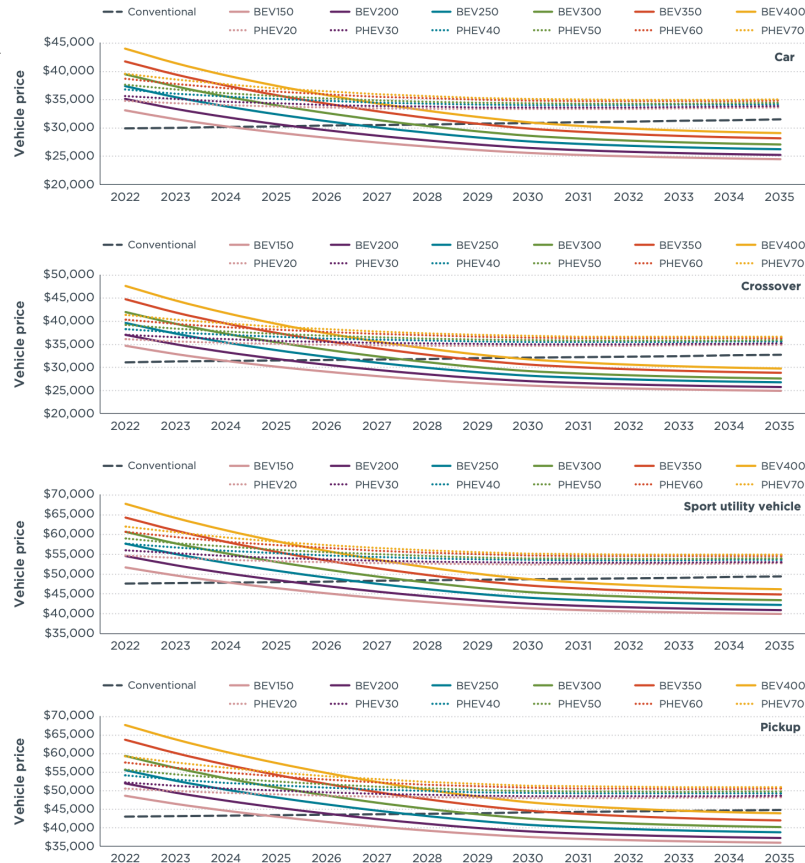 Conventional BEV150 BEV200 BEV250 BEV300 BEV350 BEV400
PHEV20 PHEV30 PHEV40 PHEV50 PHEV60 PHEV70
Car
Vehicle price
$45,000
$40,000
$35,000
$30,000
$25,000
$20,000
2022 2023 2024 2025 2026 2027 2028 2029 2030 2031 2032 2033 2034 2035
Conventional BEV150 BEV200 BEV250 BEV300 BEV350 BEV400
PHEV20 PHEV30 PHEV40 PHEV50 PHEV60 PHEV70
Crossover
Vehicle price
$50,000
$45,000
$40,000
$35,000
$30,000
$25,000
$20,000
2022 2023 2024 2025 2026 2027 2028 2029 2030 2031 2032 2033 2034 2035
Conventional BEV150 BEV200 BEV250 BEV300 BEV350 BEV400
PHEV20 PHEV30 PHEV40 PHEV50 PHEV60 PHEV70
Sport utility vehicle
Vehicle price
$70,000
$65,000
$60,000
$55,000
$50,000
$45,000
$40,000
$35,000
2022 2023 2024 2025 2026 2027 2028 2029 2030 2031 2032 2033 2034 2035
Conventional BEV150 BEV200 BEV250 BEV300 BEV350 BEV400
PHEV20 PHEV30 PHEV40 PHEV50 PHEV60 PHEV70
Pickup
Vehicle price
$70,000
$65,000
$60,000
$55,000
$50,000
$45,000
$40,000
$35,000
2022 2023 2024 2025 2026 2027 2028 2029 2030 2031 2032 2033 2034 2035